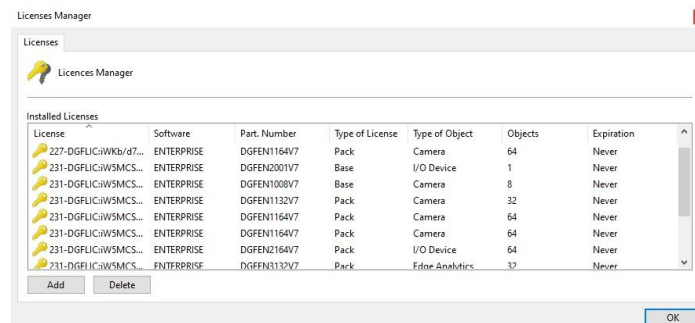 Licenses Manager
Licenses
Licences Manager
Installed Licenses
License Software Part. Number Type of License Type of Object Objects Expiration
227-DGFLIC:iWKb/d7... ENTERPRISE DGFEN1164V7 Pack Camera 64 Never
231-DGFLIC:iW5MCS... ENTERPRISE DGFEN2001V7 Base I/O Device 1 Never
231-DGFLIC:iW5MCS... ENTERPRISE DGFEN1008V7 Base Camera 8 Never
231-DGFLIC:iW5MCS... ENTERPRISE DGFEN1132V7 Pack Camera 32 Never
231-DGFLIC:iW5MCS... ENTERPRISE DGFEN1164V7 Pack Camera 64 Never
231-DGFLIC:iW5MCS... ENTERPRISE DGFEN1164V7 Pack Camera 64 Never
231-DGFLIC:iW5MCS... ENTERPRISE DGFEN2164V7 Pack I/O Device 64 Never
231-DGFLIC:iW5MCS... ENTERPRISE DGFEN3132V7 Pack Edge Analytics 32 Never
Add Delete
OK